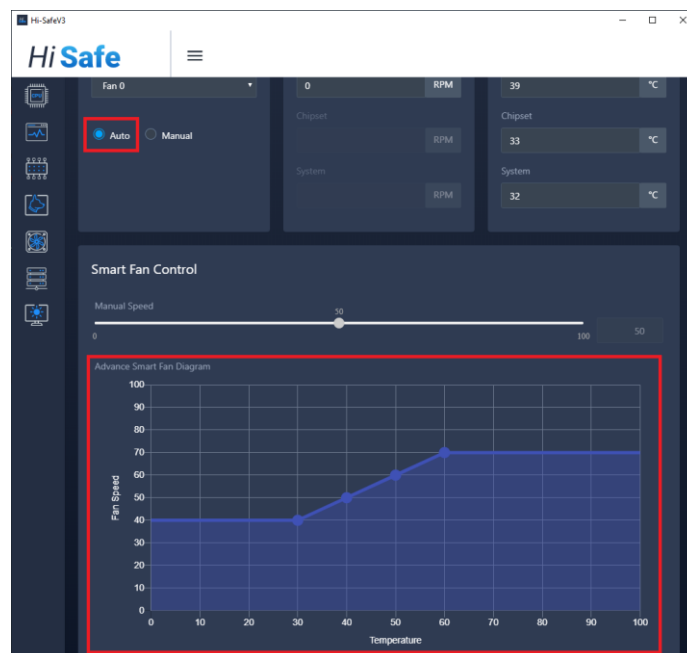 Hi-SafeV3
Hi Safe
Fan 0
0 RPM
39 °C
Auto Manual
Chipset
RPM
Chipset
33 °C
System
RPM
System
32 °C
Smart Fan Control
Manual Speed
50
0
100
50
Advance Smart Fan Diagram
100
90
80
70
60
50
40
30
20
10
0
Fan Speed
0 10 20 30 40 50 60 70 80 90 100
Temperature